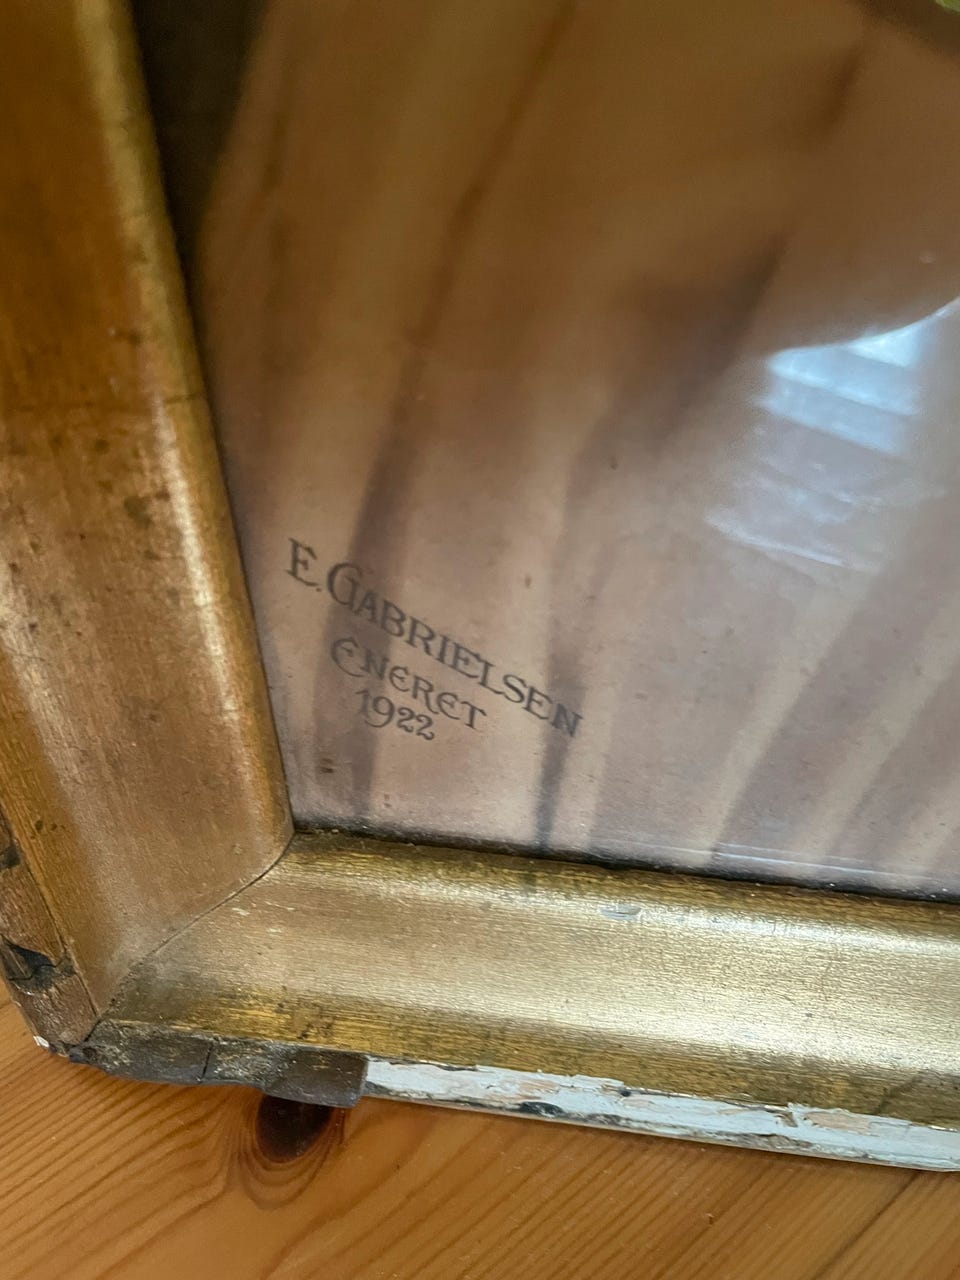 E. GABRIELSEN
ENERET
1922